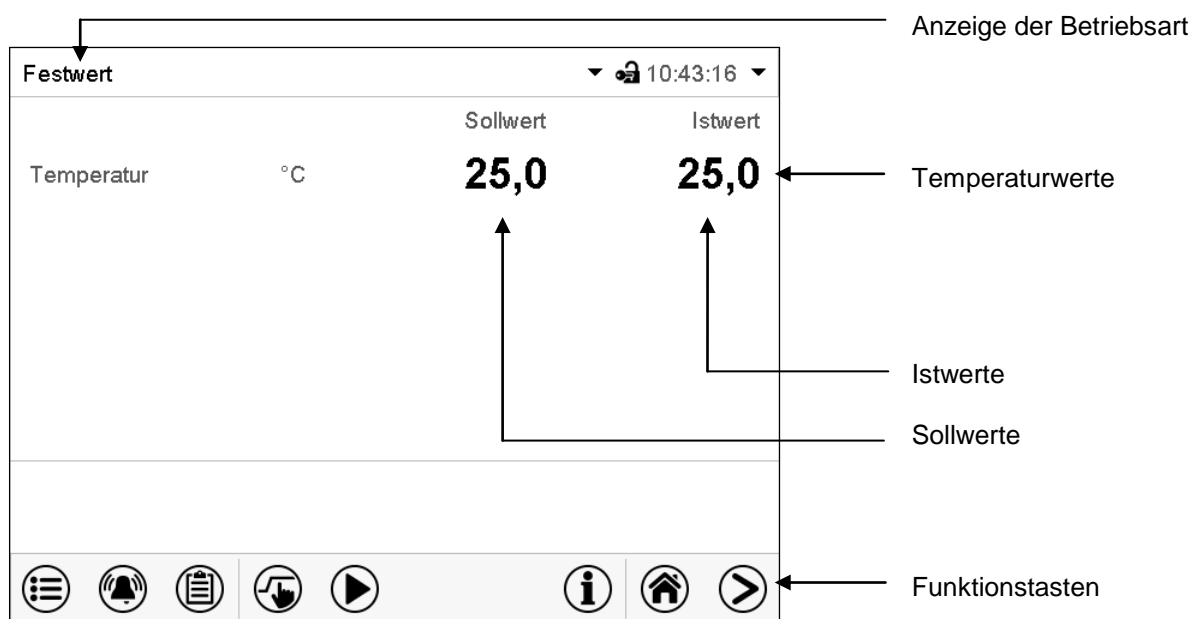 Anzeige der Betriebsart
Festwert 10:43:16
Sollwert Istwert
Temperatur °C 25,0 25,0
Temperaturwerte
Istwerte
Sollwerte
Funktionstasten